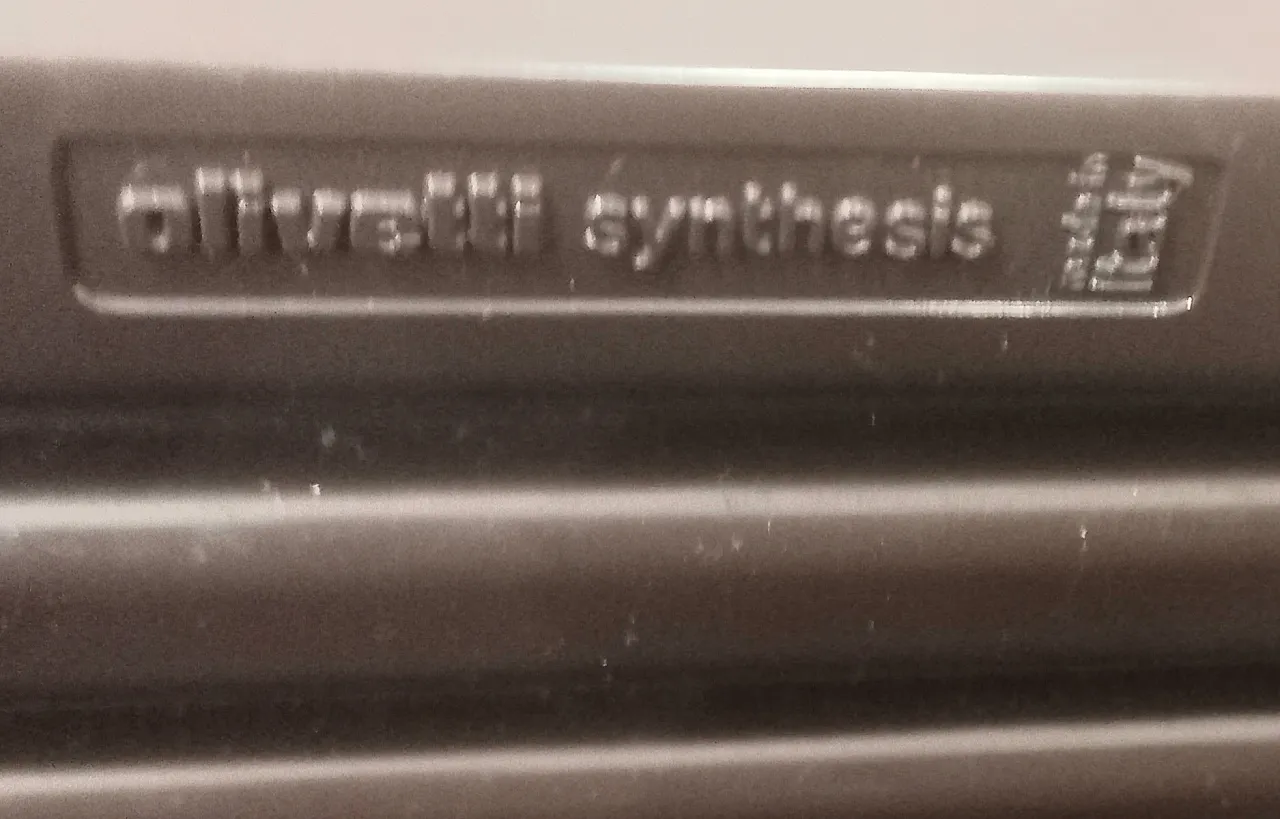 olivetti synthesis
made in
italy